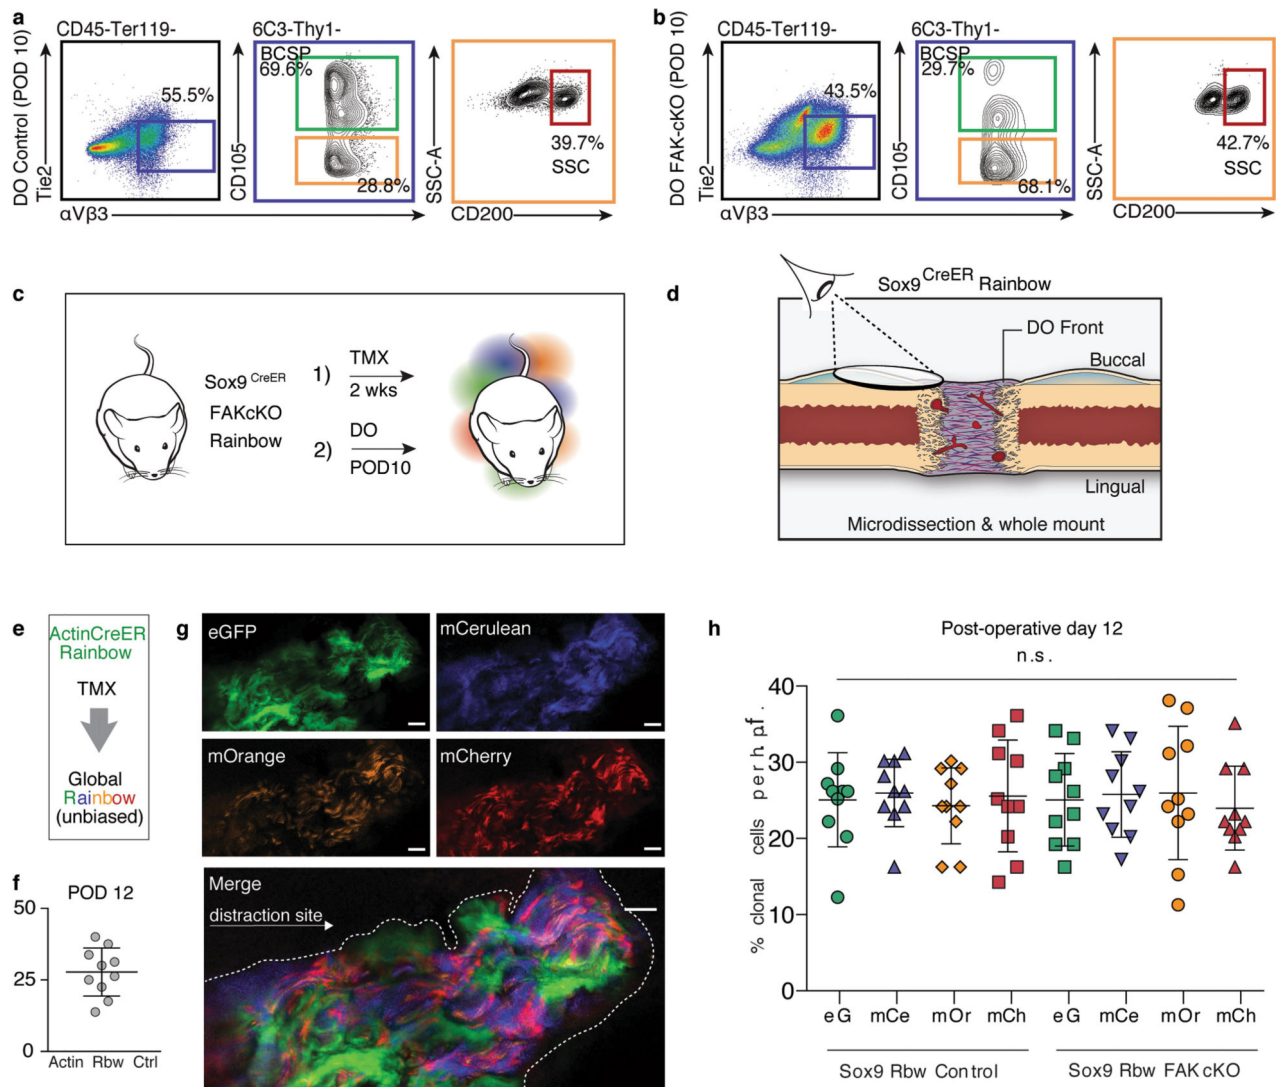 a
DO Control (POD 10)
CD45-Ter119-
6C3-Thy1-
Tie2
55.5%
CD105
BCSP
69.6%
28.8%
SSC-A
39.7%
SSC
αVβ3
CD200
b
DO FAK-cKO (POD 10)
CD45-Ter119-
6C3-Thy1-
Tie2
43.5%
CD105
BCSP
29.7%
68.1%
SSC-A
42.7%
SSC
αVβ3
CD200
c
Sox9 CreER
FAKcKO
Rainbow
1)
TMX
2 wks
2)
DO
POD10
d
Sox9CreER Rainbow
DO Front
Buccal
Lingual
Microdissection & whole mount
e
ActinCreER
Rainbow
TMX
Global
Rainbow
(unbiased)
f
POD 12
50
25
0
Actin Rbw Ctrl
g
eGFP
mCerulean
mOrange
mCherry
Merge
distraction site
h
Post-operative day 12
n.s.
% clonal cells per h.p.f.
40
30
20
10
0
eG mCe mOr mCh eG mCe mOr mCh
Sox9 Rbw Control
Sox9 Rbw FAKcKO